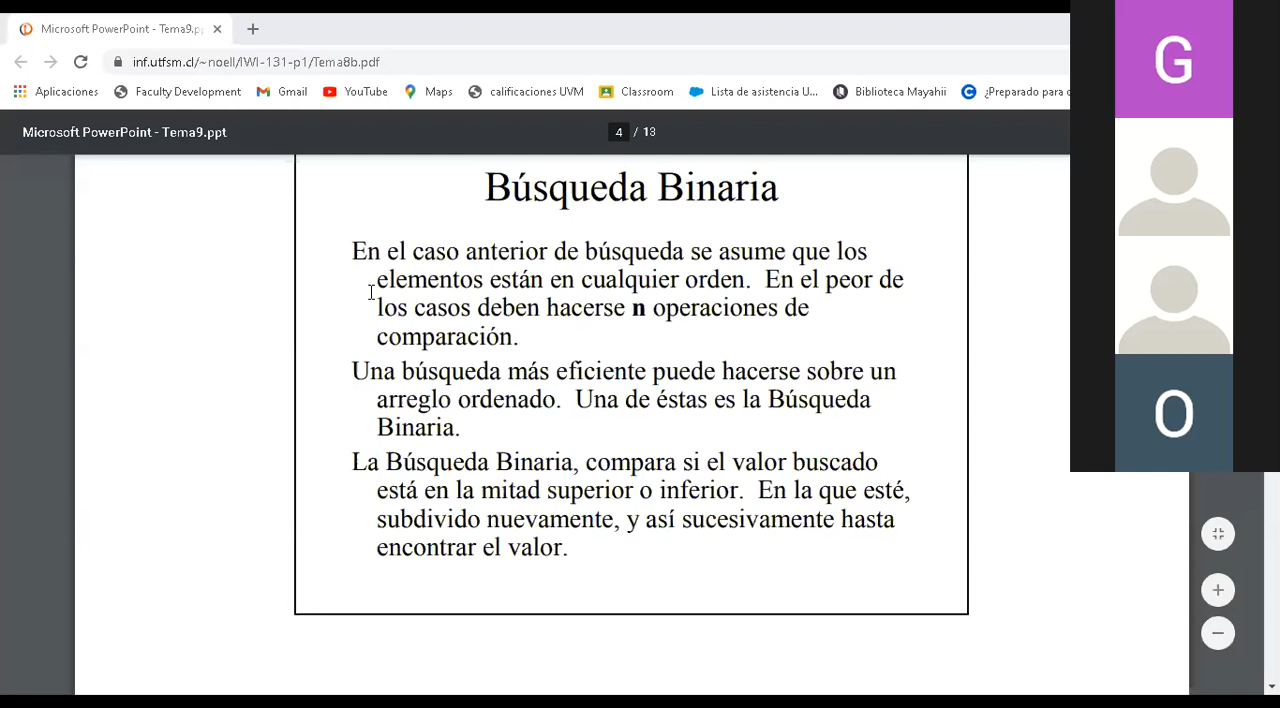 Microsoft PowerPoint - Tema9.pp
G
inf.utfsm.cl/~noell/IWI-131-p1/Tema8b.pdf
Aplicaciones Faculty Development Gmail YouTube Maps calificaciones UVM Classroom Lista de asistencia U... Biblioteca Mayahii ¿Preparado para
Microsoft PowerPoint - Tema9.ppt 4 / 13
Búsqueda Binaria
En el caso anterior de búsqueda se asume que los
elementos están en cualquier orden. En el peor de
los casos deben hacerse n operaciones de
comparación.
Una búsqueda más eficiente puede hacerse sobre un
arreglo ordenado. Una de éstas es la Búsqueda
Binaria.
O
La Búsqueda Binaria, compara si el valor buscado
está en la mitad superior o inferior. En la que esté,
subdivido nuevamente, y así sucesivamente hasta
encontrar el valor.